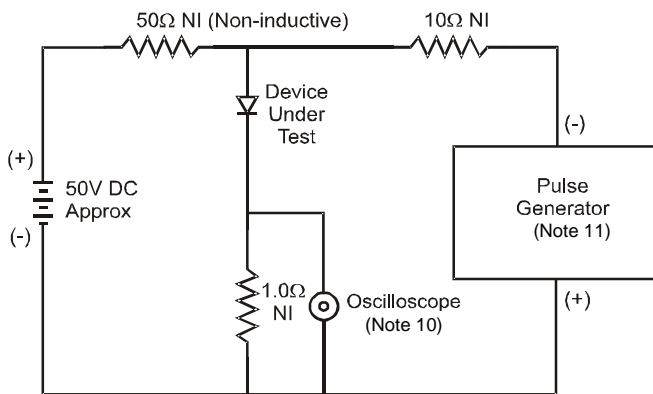 50Ω NI (Non-inductive)
10Ω NI
Device
Under
Test
(+)
50V DC
Approx
(-)
(-)
Pulse
Generator
(Note 11)
(+)
1.0Ω
NI
Oscilloscope
(Note 10)